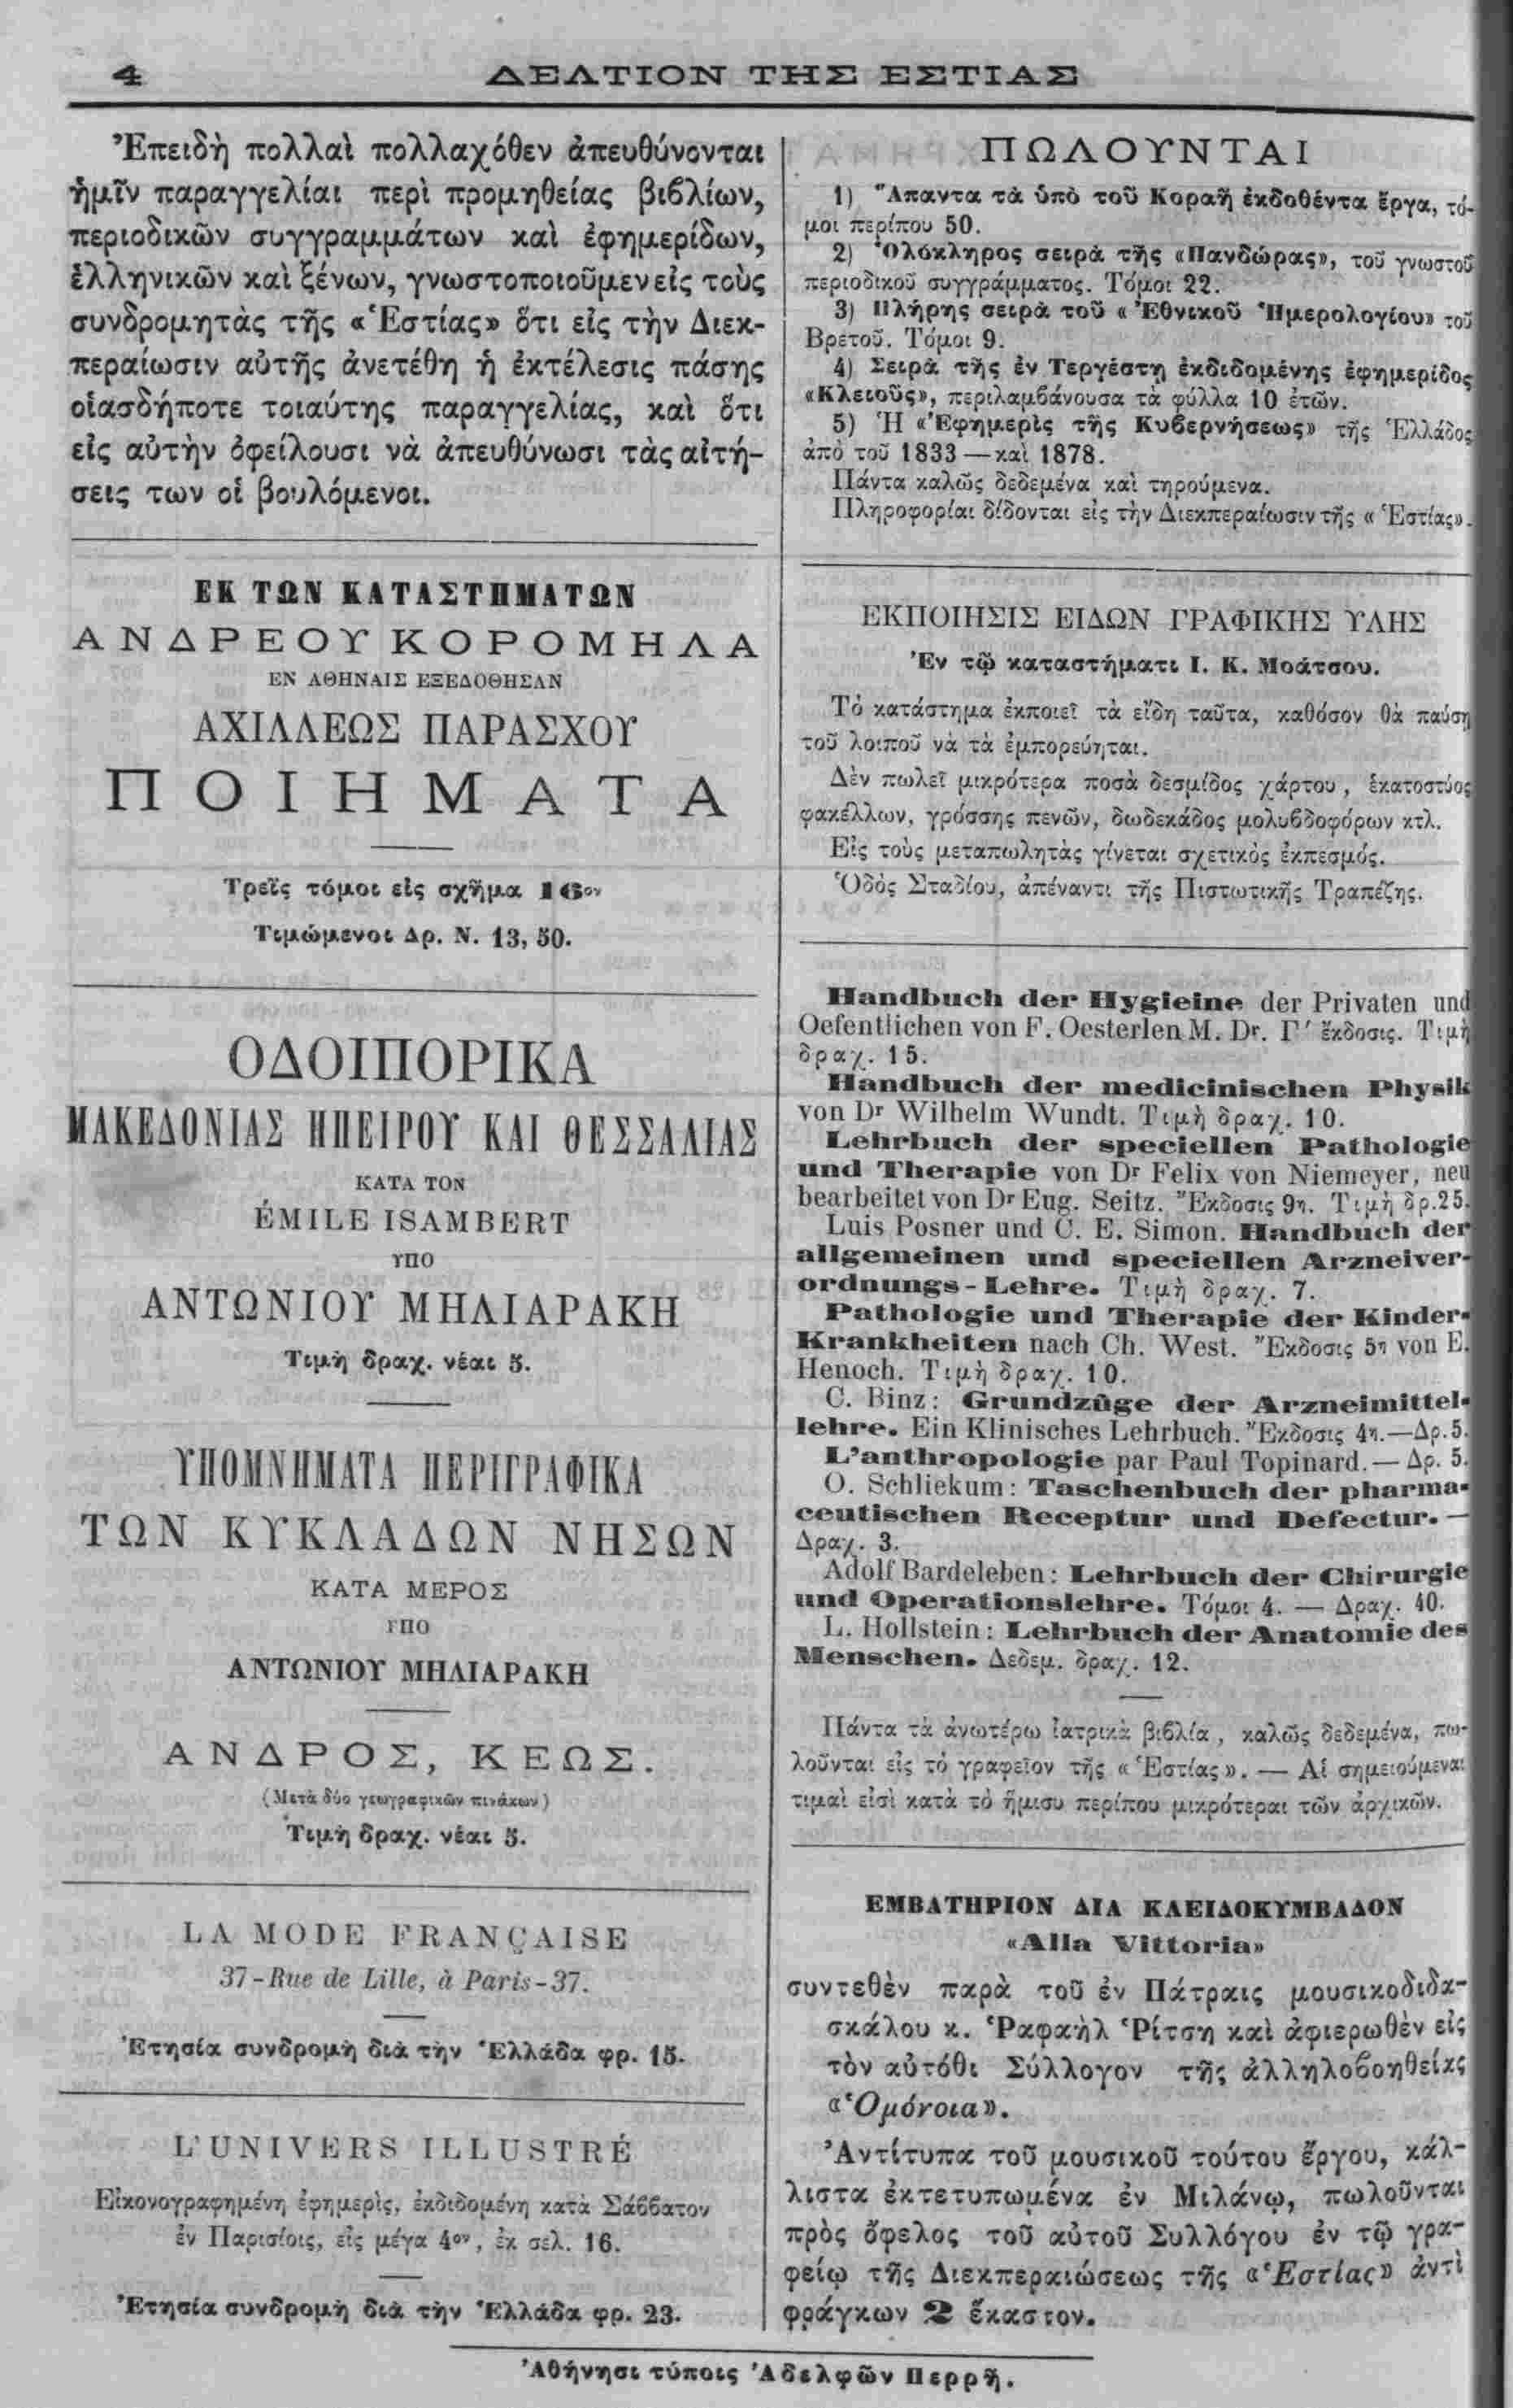 4
ΔΕΛΤΙΟΝ ΤΗΣ ΕΣΤΙΑΣ
Ἐπειδὴ πολλαὶ πολλαχόθεν ἀπευθύνονται
ἡμῖν παραγγελίαι περὶ προμηθείας βιβλίων,
περιοδικῶν συγγραμμάτων καὶ ἐφημερίδων,
ἑλληνικῶν καὶ ξένων, γνωστοποιοῦμεν εἰς τοὺς
συνδρομητὰς τῆς «Ἑστίας» ὅτι εἰς τὴν Διεκ-
περαίωσιν αὐτῆς ἀνετέθη ἡ ἐκτέλεσις πάσης
οἱασδήποτε τοιαύτης παραγγελίας, καὶ ὅτι
εἰς αὐτὴν ὀφείλουσι νὰ ἀπευθύνωσι τὰς αἰτή-
σεις των οἱ βουλόμενοι.
ΕΚ ΤΩΝ ΚΑΤΑΣΤΗΜΑΤΩΝ
ΑΝΔΡΕΟΥ ΚΟΡΟΜΗΛΑ
ΕΝ ΑΘΗΝΑΙΣ ΕΞΕΔΟΘΗΣΑΝ
ΑΧΙΛΛΕΩΣ ΠΑΡΑΣΧΟΥ
ΠΟΙΗΜΑΤΑ
Τρεῖς τόμοι εἰς σχῆμα 16ον
Τιμώμενοι Δρ. Ν. 13,50.
ΟΔΟΙΠΟΡΙΚΑ
ΜΑΚΕΔΟΝΙΑΣ ΗΠΕΙΡΟΥ ΚΑΙ ΘΕΣΣΑΛΙΑΣ
ΚΑΤΑ ΤΟΝ
ÉMILE ISAMBERT
ΥΠΟ
ΑΝΤΩΝΙΟΥ ΜΗΛΙΑΡΑΚΗ
Τιμὴ δραχ. νέαι 5.
ΥΠΟΜΝΗΜΑΤΑ ΠΕΡΙΓΡΑΦΙΚΑ
ΤΩΝ ΚΥΚΛΑΔΩΝ ΝΗΣΩΝ
ΚΑΤΑ ΜΕΡΟΣ
ΥΠΟ
ΑΝΤΩΝΙΟΥ ΜΗΛΙΑΡΑΚΗ
ΑΝΔΡΟΣ, ΚΕΩΣ.
(Μετὰ δύο γεωγραφικῶν πινάκων)
Τιμὴ δραχ. νέαι 5.
LA MODE FRANÇAISE
37-Rue de Lille, à Paris-37.
Ἐτησία συνδρομὴ διὰ τὴν Ἑλλάδα φρ. 15.
L'UNIVERS ILLUSTRÉ
Εἰκονογραφημένη ἐφημερίς, ἐκδιδομένη κατὰ Σάββατον
ἐν Παρισίοις, εἰς μέγα 4ον, ἐκ σελ. 16.
Ἐτησία συνδρομὴ διὰ τὴν Ἑλλάδα φρ. 23.
ΠΩΛΟΥΝΤΑΙ
1) Ἅπαντα τὰ ὑπὸ τοῦ Κοραῆ ἐκδοθέντα ἔργα, τό-
μοι περίπου 50.
2) Ὁλόκληρος σειρὰ τῆς «Πανδώρας», τοῦ γνωστοῦ
περιοδικοῦ συγγράμματος. Τόμοι 22.
3) Πλήρης σειρὰ τοῦ «Ἐθνικοῦ Ἡμερολογίου» τοῦ
Βρετοῦ. Τόμοι 9.
4) Σειρὰ τῆς ἐν Τεργέστῃ ἐκδιδομένης ἐφημερίδος
«Κλειοῦς», περιλαμβάνουσα τὰ φύλλα 10 ἐτῶν.
5) Ἡ «Ἐφημερὶς τῆς Κυβερνήσεως» τῆς Ἑλλάδος
ἀπὸ τοῦ 1833 — καὶ 1878.
Πάντα καλῶς δεδεμένα καὶ τηρούμενα.
Πληροφορίαι δίδονται εἰς τὴν Διεκπεραίωσιν τῆς «Ἑστίας».
ΕΚΠΟΙΗΣΙΣ ΕΙΔΩΝ ΓΡΑΦΙΚΗΣ ΥΛΗΣ
Ἐν τῷ καταστήματι Ι. Κ. Μοάτσου.
Τὸ κατάστημα ἐκποιεῖ τὰ εἴδη ταῦτα, καθόσον θὰ παύσῃ
τοῦ λοιποῦ νὰ τὰ ἐμπορεύηται.
Δὲν πωλεῖ μικρότερα ποσὰ δεσμίδος χάρτου, ἑκατοστύος
φακέλλων, γρόσσης πενῶν, δωδεκάδος μολυβδοφόρων κτλ.
Εἰς τοὺς μεταπωλητὰς γίνεται σχετικὸς ἐκπεσμός.
Ὁδὸς Σταδίου, ἀπέναντι τῆς Πιστωτικῆς Τραπέζης.
Handbuch der Hygieine der Privaten und
Oefentlichen von F. Oesterlen M. Dr. Γ′ ἔκδοσις. Τιμὴ
δραχ. 15.
Handbuch der medicinischen Physik
von Dr Wilhelm Wundt. Τιμὴ δραχ. 10.
Lehrbuch der speciellen Pathologie
und Therapie von Dr Felix von Niemeyer, neu
bearbeitet von Dr Eug. Seitz. Ἔκδοσις 9η. Τιμὴ δρ.25.
Luis Posner und C. E. Simon. Handbuch der
allgemeinen und speciellen Arzneiver-
ordnungs-Lehre. Τιμὴ δραχ. 7.
Pathologie und Therapie der Kinder-
Krankheiten nach Ch. West. Ἔκδοσις 5η von E.
Henoch. Τιμὴ δραχ. 10.
C. Binz: Grundzüge der Arzneimittel-
lehre. Ein Klinisches Lehrbuch. Ἔκδοσις 4η.—Δρ.5.
L'anthropologie par Paul Topinard.— Δρ. 5.
O. Schliekum: Taschenbuch der pharma-
ceutischen Receptur und Defectur. —
Δραχ. 3.
Adolf Bardeleben: Lehrbuch der Chirurgie
und Operationslehre. Τόμοι 4. — Δραχ. 40.
L. Hollstein: Lehrbuch der Anatomie des
Menschen. Δεδεμ. δραχ. 12.
Πάντα τὰ ἀνωτέρω ἰατρικὰ βιβλία, καλῶς δεδεμένα, πω-
λοῦνται εἰς τὸ γραφεῖον τῆς «Ἑστίας». — Αἱ σημειούμεναι
τιμαὶ εἰσὶ κατὰ τὸ ἥμισυ περίπου μικρότεραι τῶν ἀρχικῶν.
ΕΜΒΑΤΗΡΙΟΝ ΔΙΑ ΚΛΕΙΔΟΚΥΜΒΑΛΟΝ
«Alla Vittoria»
συντεθὲν παρὰ τοῦ ἐν Πάτραις μουσικοδιδα-
σκάλου κ. Ῥαφαὴλ Ῥίτση καὶ ἀφιερωθὲν εἰς
τὸν αὐτόθι Σύλλογον τῆς ἀλληλοβοηθείας
«Ὁμόνοια».
Ἀντίτυπα τοῦ μουσικοῦ τούτου ἔργου, κάλ-
λιστα ἐκτετυπωμένα ἐν Μιλάνῳ, πωλοῦνται
πρὸς ὄφελος τοῦ αὐτοῦ Συλλόγου ἐν τῷ γρα-
φείῳ τῆς Διεκπεραιώσεως τῆς «Ἑστίας» ἀντὶ
φράγκων 2 ἕκαστον.
Ἀθήνησι τύποις Ἀδελφῶν Περρῆ.